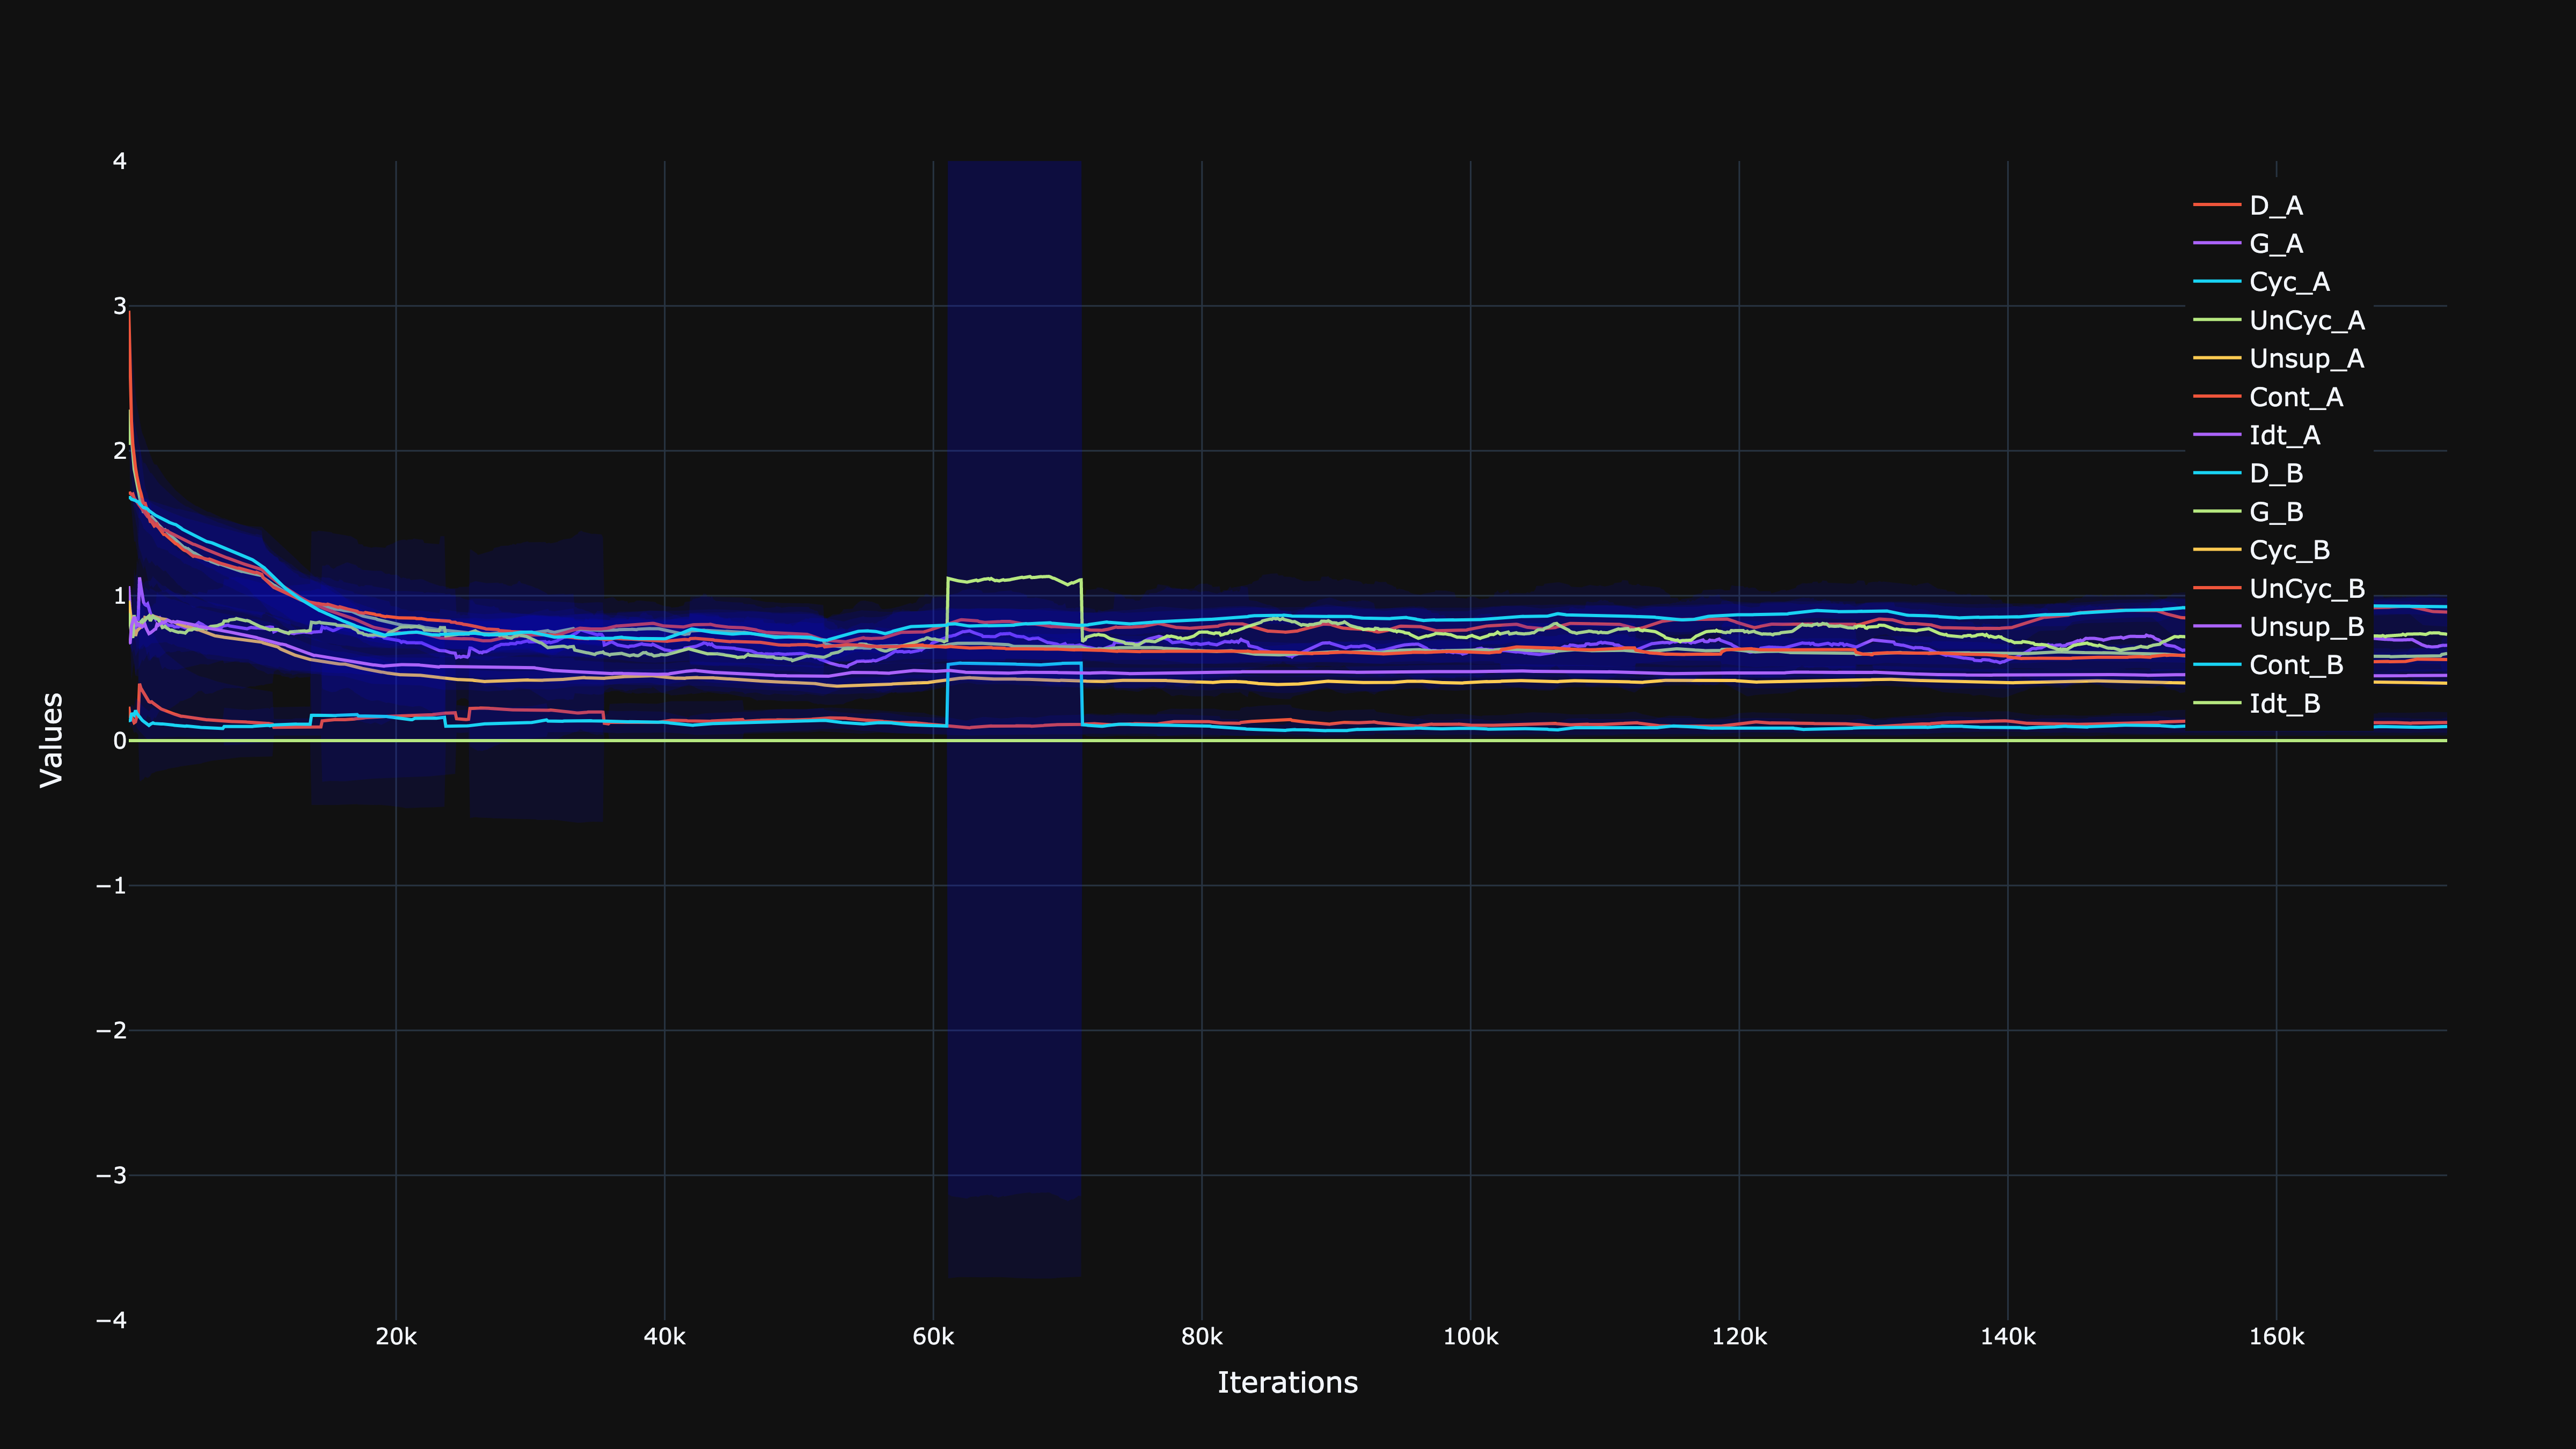 4
3
2
1
0
−1
−2
−3
−4
Values
20k
40k
60k
80k
100k
120k
140k
160k
Iterations
D_A
G_A
Cyc_A
UnCyc_A
Unsup_A
Cont_A
Idt_A
D_B
G_B
Cyc_B
UnCyc_B
Unsup_B
Cont_B
Idt_B